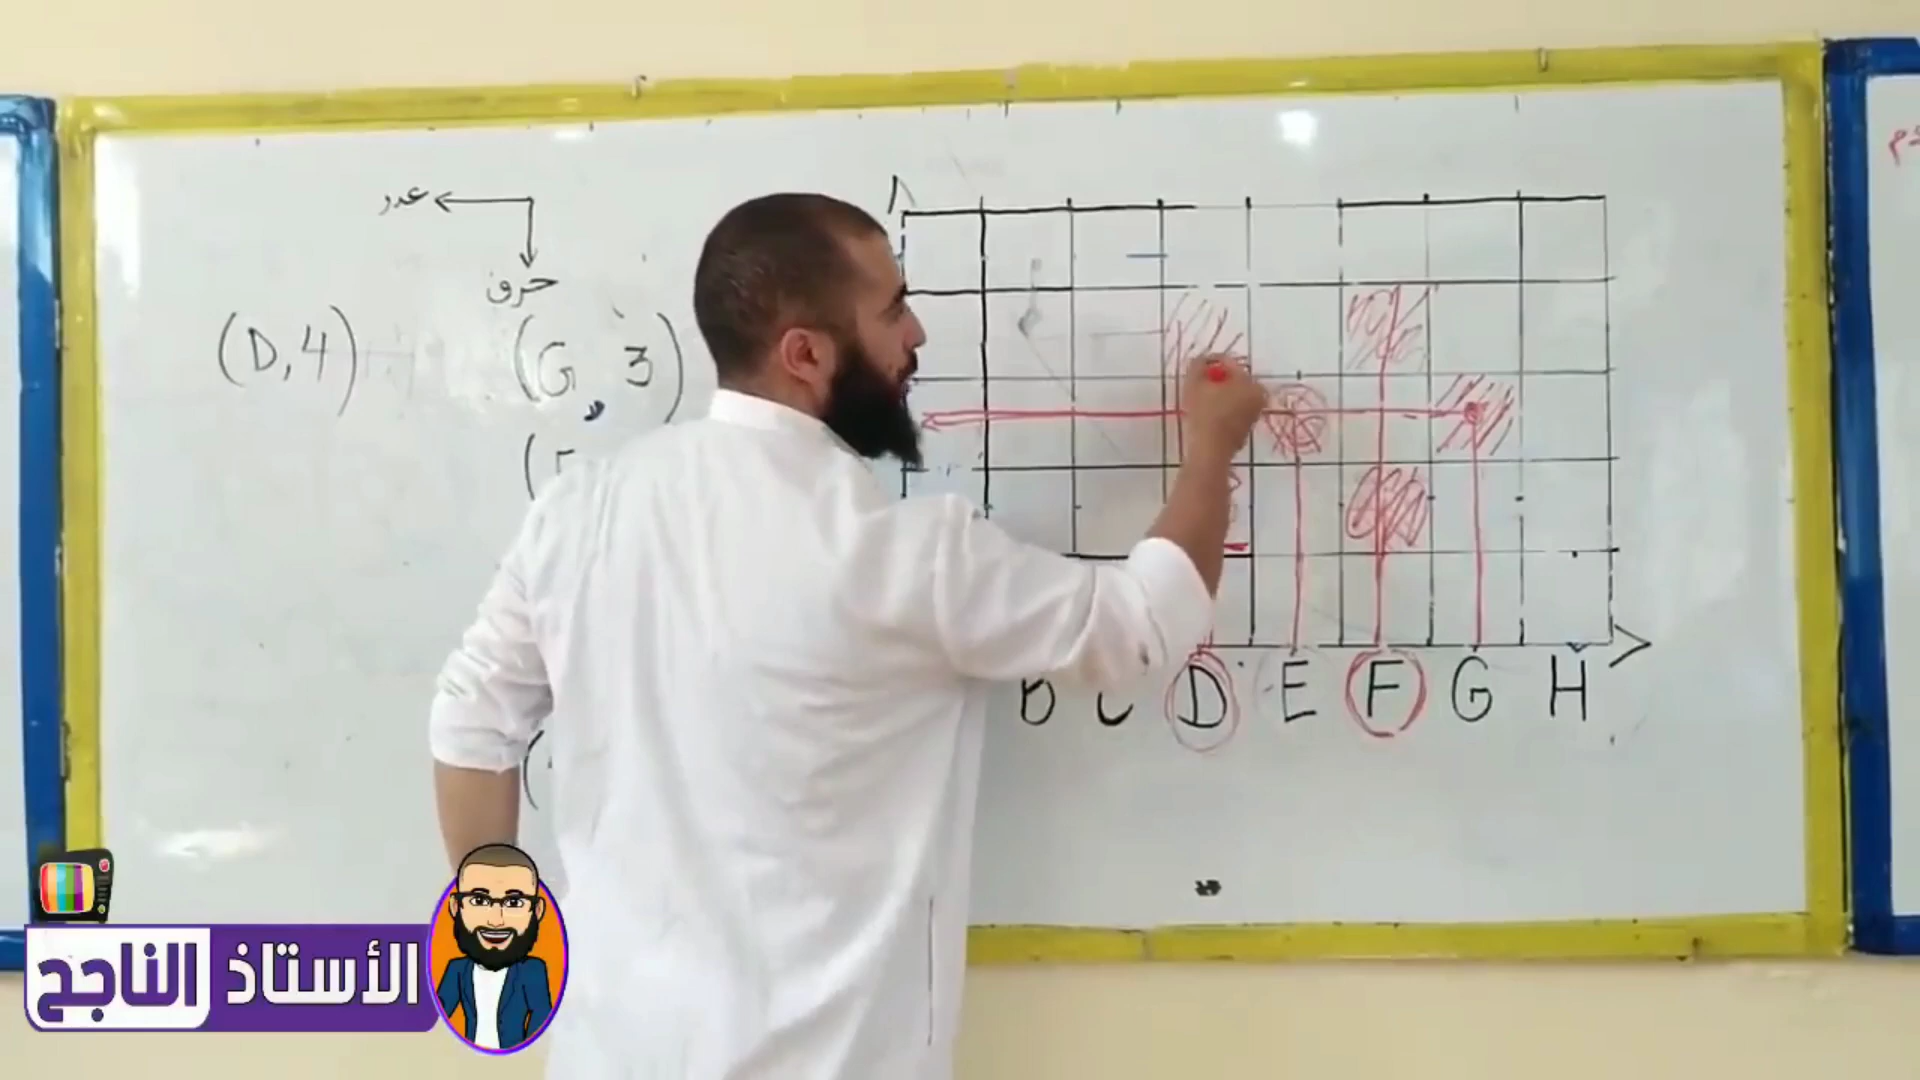 عدد
حرف
(D,4)
(G 3)
D E F G H
الأستاذ الناجح